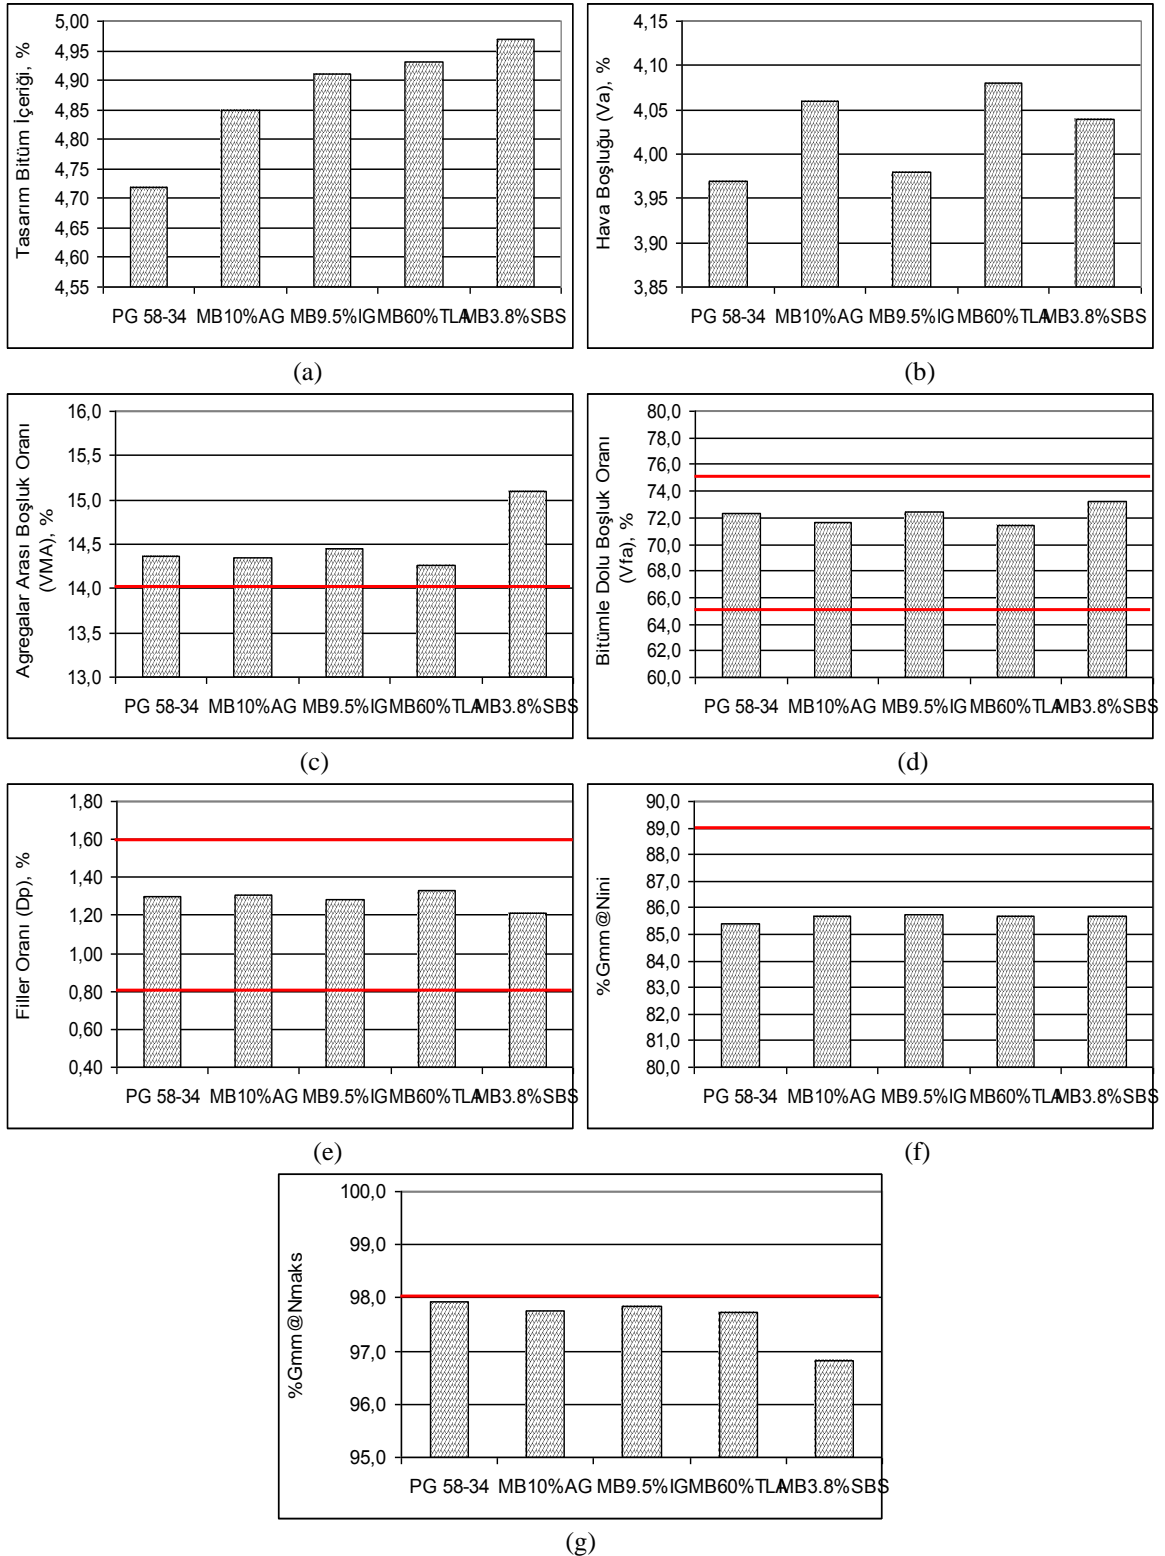 Tasarım Bitüm İçeriği, %
5,00
4,95
4,90
4,85
4,80
4,75
4,70
4,65
4,60
4,55
PG 58-34 MB10%AG MB9.5%IG MB60%TLA MB3.8%SBS
(a)
Hava Boşluğu (Va), %
4,15
4,10
4,05
4,00
3,95
3,90
3,85
PG 58-34 MB10%AG MB9.5%IG MB60%TLA MB3.8%SBS
(b)
Agregalar Arası Boşluk Oranı
(VMA), %
16,0
15,5
15,0
14,5
14,0
13,5
13,0
PG 58-34 MB10%AG MB9.5%IG MB60%TLA MB3.8%SBS
(c)
Bitümle Dolu Boşluk Oranı
(Vfa), %
80,0
78,0
76,0
74,0
72,0
70,0
68,0
66,0
64,0
62,0
60,0
PG 58-34 MB10%AG MB9.5%IG MB60%TLA MB3.8%SBS
(d)
Filler Oranı (Dp), %
1,80
1,60
1,40
1,20
1,00
0,80
0,60
0,40
PG 58-34 MB10%AG MB9.5%IG MB60%TLA MB3.8%SBS
(e)
%Gmm@Nini
90,0
89,0
88,0
87,0
86,0
85,0
84,0
83,0
82,0
81,0
80,0
PG 58-34 MB10%AG MB9.5%IG MB60%TLA MB3.8%SBS
(f)
%Gmm@Nmaks
100,0
99,0
98,0
97,0
96,0
95,0
PG 58-34 MB10%AG MB9.5%IG MB60%TLA MB3.8%SBS
(g)